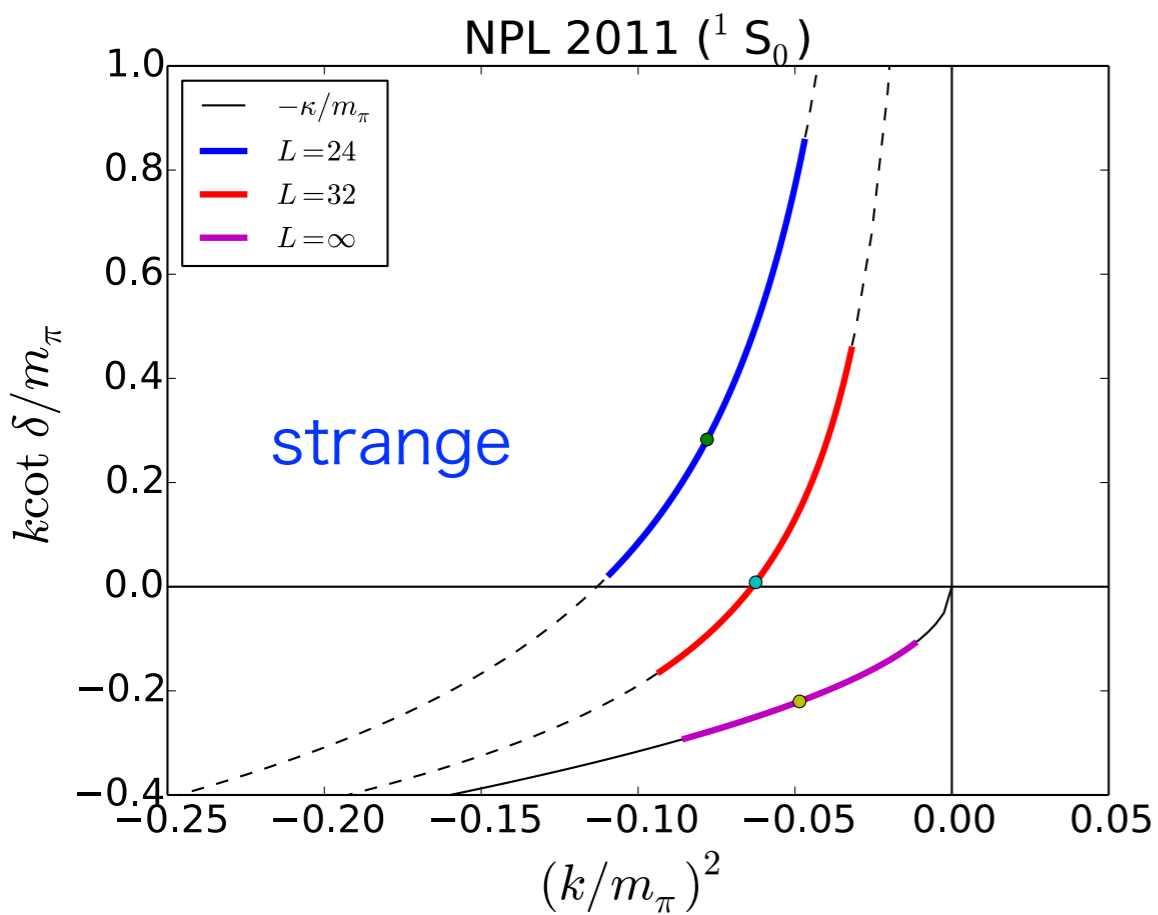 NPL 2011 (¹ S₀)
1.0
0.8
0.6
0.4
0.2
0.0
−0.2
−0.4
−κ/m_π
L=24
L=32
L=∞
strange
kcot δ/m_π
−0.25 −0.20 −0.15 −0.10 −0.05 0.00 0.05
(k/m_π)²